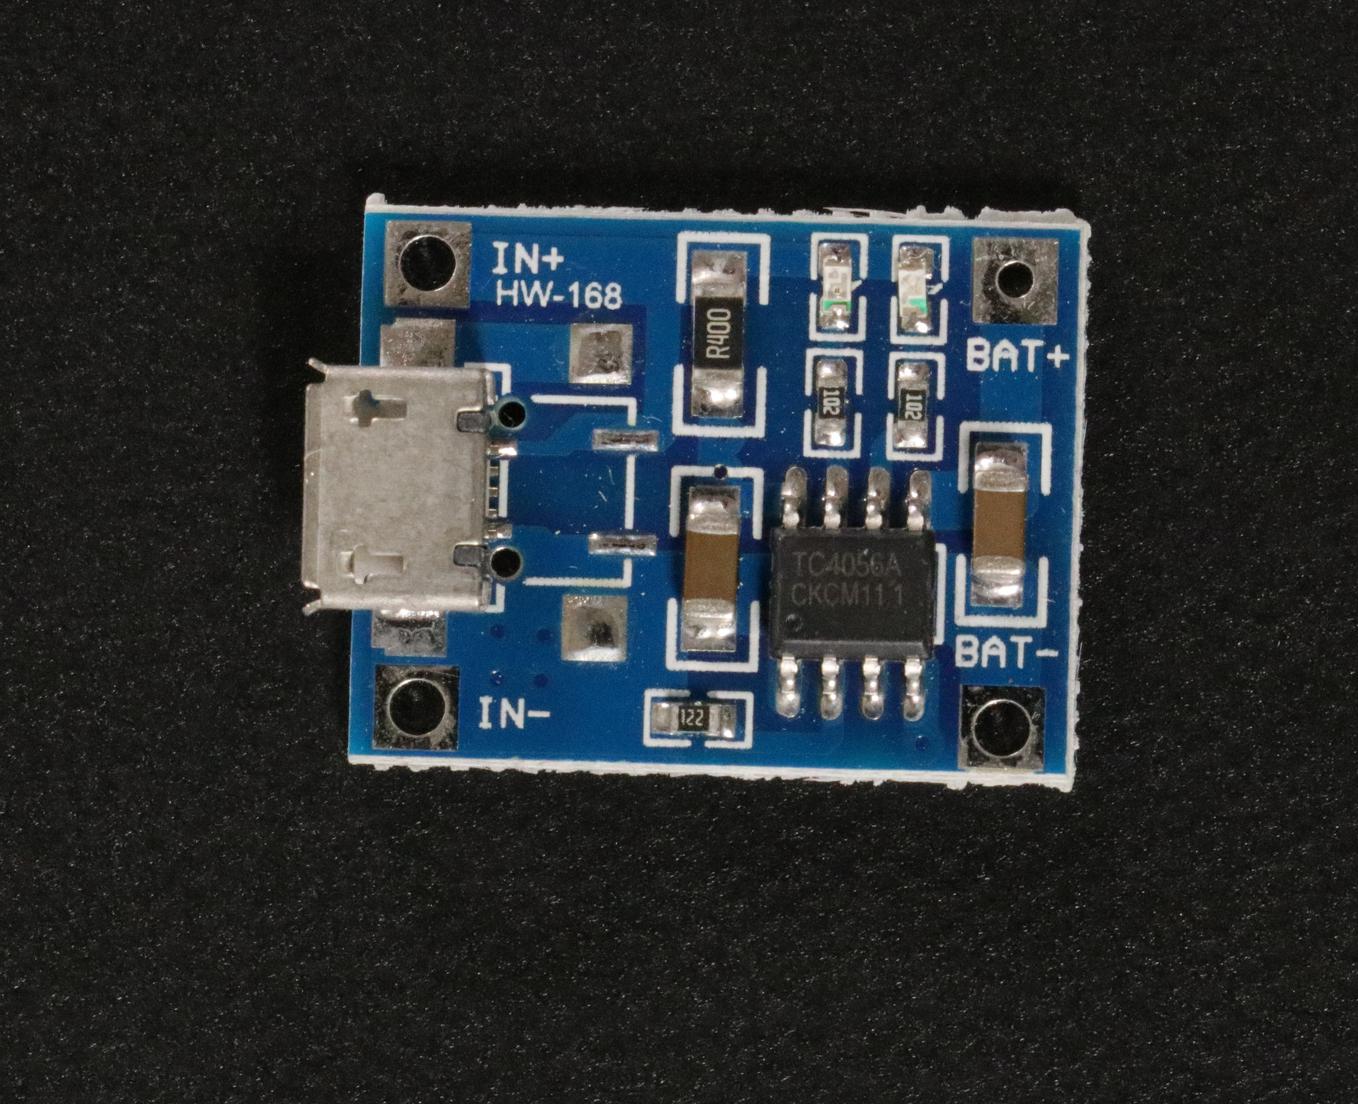 IN+
HW-168
R400
102
102
BAT+
TC4056A
CKCM111
BAT-
IN-
122